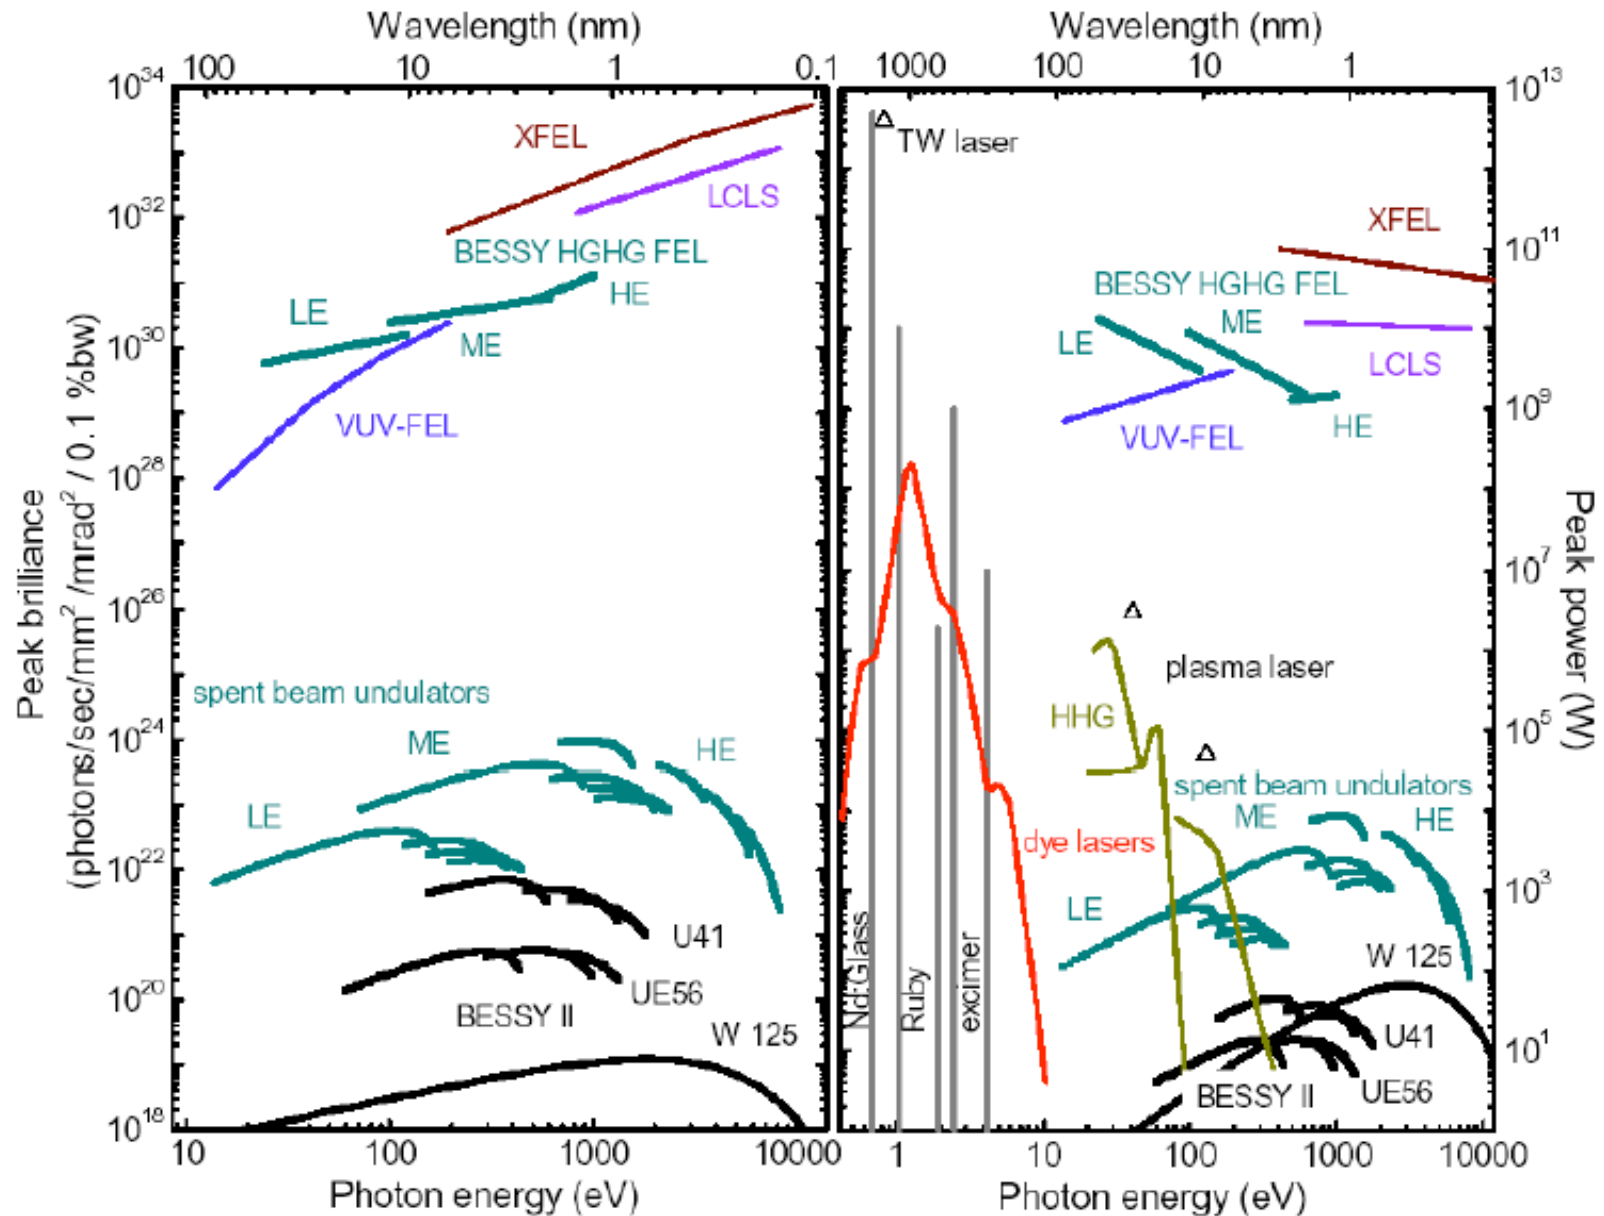 Wavelength (nm)
100 10 1 0.1
10^34
10^32
10^30
10^28
10^26
10^24
10^22
10^20
10^18
Peak brilliance
(photons/sec/mm^2 /mrad^2 / 0.1 %bw)
XFEL
LCLS
BESSY HGHG FEL
LE
HE
ME
VUV-FEL
spent beam undulators
ME
HE
LE
U41
UE56
BESSY II
W 125
10 100 1000 10000
Photon energy (eV)
Wavelength (nm)
1000 100 10 1
10^13
10^11
10^9
10^7
10^5
10^3
10^1
Peak power (W)
TW laser
XFEL
BESSY HGHG FEL
LE
ME
LCLS
VUV-FEL
HE
plasma laser
HHG
spent beam undulators
ME
HE
dye lasers
LE
Nd:Glass
Ruby
excimer
W 125
U41
BESSY II
UE56
1 10 100 1000 10000
Photon energy (eV)